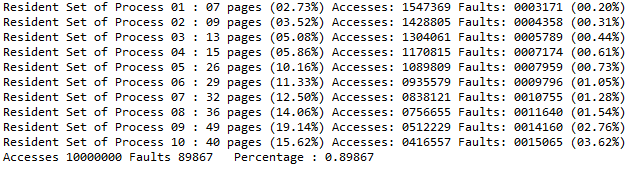 Resident Set of Process 01 : 07 pages (02.73%) Accesses: 1547369 Faults: 0003171 (00.20%)
Resident Set of Process 02 : 09 pages (03.52%) Accesses: 1428805 Faults: 0004358 (00.31%)
Resident Set of Process 03 : 13 pages (05.08%) Accesses: 1304061 Faults: 0005789 (00.44%)
Resident Set of Process 04 : 15 pages (05.86%) Accesses: 1170815 Faults: 0007174 (00.61%)
Resident Set of Process 05 : 26 pages (10.16%) Accesses: 1089809 Faults: 0007959 (00.73%)
Resident Set of Process 06 : 29 pages (11.33%) Accesses: 0935579 Faults: 0009796 (01.05%)
Resident Set of Process 07 : 32 pages (12.50%) Accesses: 0838121 Faults: 0010755 (01.28%)
Resident Set of Process 08 : 36 pages (14.06%) Accesses: 0756655 Faults: 0011640 (01.54%)
Resident Set of Process 09 : 49 pages (19.14%) Accesses: 0512229 Faults: 0014160 (02.76%)
Resident Set of Process 10 : 40 pages (15.62%) Accesses: 0416557 Faults: 0015065 (03.62%)
Accesses 10000000 Faults 89867 Percentage : 0.89867